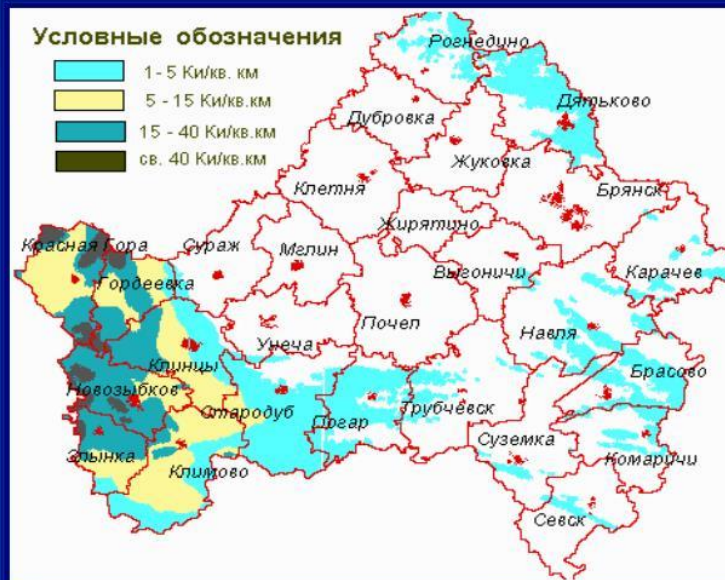 Условные обозначения
1-5 Ки/кв. км
5 - 15 Ки/кв.км
15 - 40 Ки/кв.км
св. 40 Ки/кв.км
Рогнедино
Дятьково
Дубровка
Жуковка
Клетня
Брянск
Жирятино
Красная Гора
Сураж
Мглин
Выгоничи
Карачев
Гордеевка
Почеп
Навля
Унеча
Клинцы
Брасово
Новозыбков
Стародуб
Погар
Трубчевск
Суземка
Злынка
Климово
Комаричи
Севск